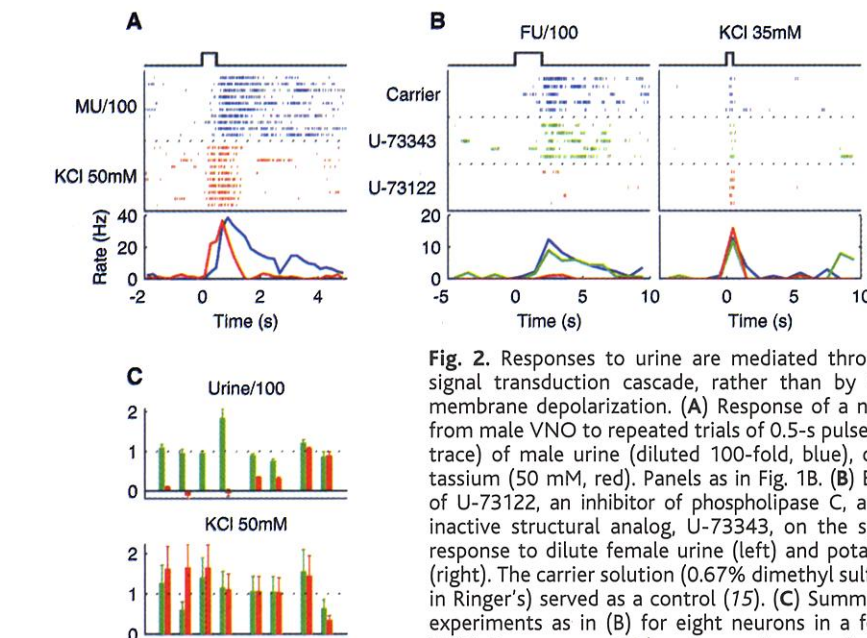 A
B
FU/100
KCl 35mM
MU/100
KCl 50mM
Carrier
U-73343
U-73122
Rate (Hz)
40
20
0
20
10
0
-2 0 2 4
-5 0 5 10
0 5 10
Time (s)
Time (s)
Time (s)
C
Urine/100
2
1
0
KCl 50mM
2
1
0
Fig. 2. Responses to urine are mediated
signal transduction cascade, rather than by
membrane depolarization. (A) Response of a
from male VNO to repeated trials of 0.5-s
trace) of male urine (diluted 100-fold, blue),
(50 mM, red). Panels as in Fig. 1B. (B)
of U-73122, an inhibitor of phospholipase C,
inactive structural analog, U-73343, on the
response to dilute female urine (left) and
(right). The carrier solution (0.67% dimethyl
in Ringer's) served as a control (15). (C)
experiments as in (B) for eight neurons in a